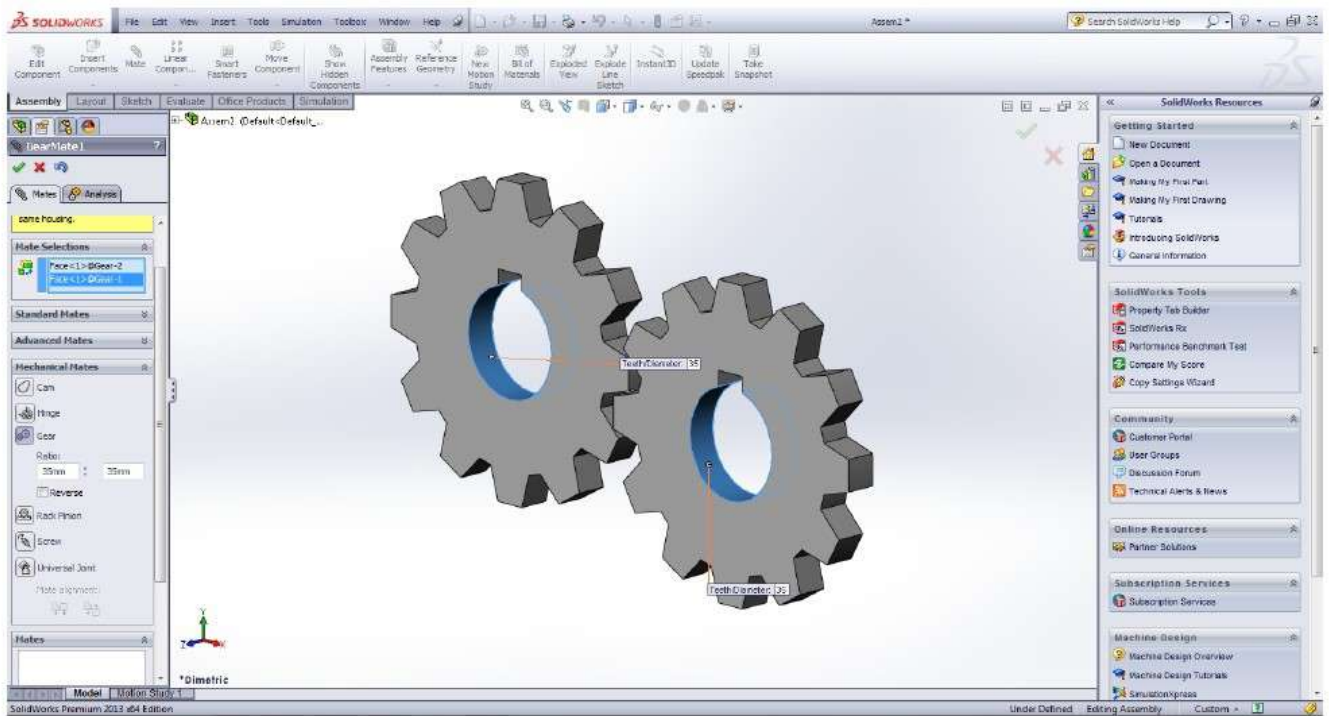 SOLIDWORKS File Edit View Insert Tools Simulation Toolbox Window Help Assem2 * Search SolidWorks Help
Edit Component
Insert Components
Mate
Linear Compon...
Smart Fasteners
Move Component
Show Hidden Components
Assembly Features
Reference Geometry
New Motion Study
Bill of Materials
Exploded View
Explode Line Sketch
Instant3D
Update Speedpak
Take Snapshot
Assembly Layout Sketch Evaluate Office Products Simulation
Assem2 (Default<Default_...
GearMate1 ?
Mates Analysis
same housing.
Mate Selections
Face<1>@Gear-2
Face<1>@Gear-1
Standard Mates
Advanced Mates
Mechanical Mates
Cam
Hinge
Gear
Ratio:
35mm : 35mm
Reverse
Rack Pinion
Screw
Universal Joint
Mate alignment:
Mates
Teeth/Diameter: 35
Teeth/Diameter: 35
Y
Z X
*Dimetric
Model Motion Study 1
SolidWorks Premium 2013 x64 Edition Under Defined Editing Assembly Custom
SolidWorks Resources
Getting Started
New Document
Open a Document
Making My First Part
Making My First Drawing
Tutorials
Introducing SolidWorks
General Information
SolidWorks Tools
Property Tab Builder
SolidWorks Rx
Performance Benchmark Test
Compare My Score
Copy Settings Wizard
Community
Customer Portal
User Groups
Discussion Forum
Technical Alerts & News
Online Resources
Partner Solutions
Subscription Services
Subscription Services
Machine Design
Machine Design Overview
Machine Design Tutorials
SimulationXpress